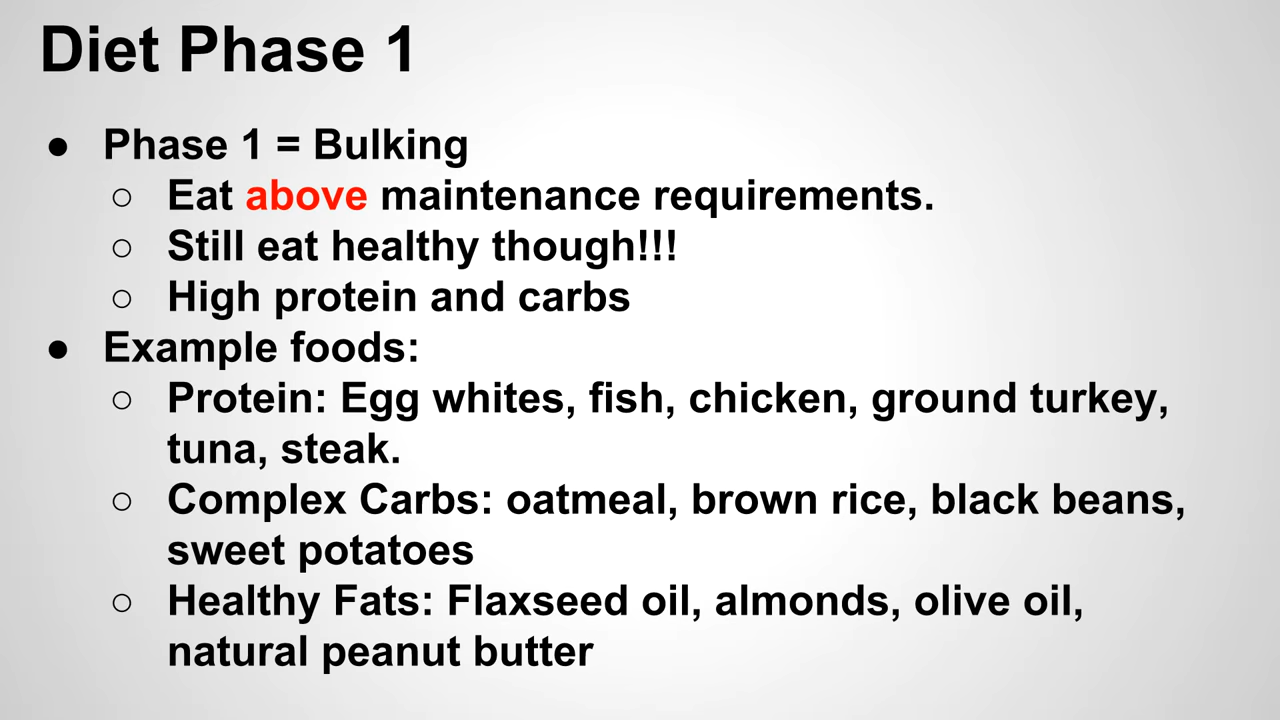 Diet Phase 1
● Phase 1 = Bulking
○ Eat above maintenance requirements.
○ Still eat healthy though!!!
○ High protein and carbs
● Example foods:
○ Protein: Egg whites, fish, chicken, ground turkey,
tuna, steak.
○ Complex Carbs: oatmeal, brown rice, black beans,
sweet potatoes
○ Healthy Fats: Flaxseed oil, almonds, olive oil,
natural peanut butter